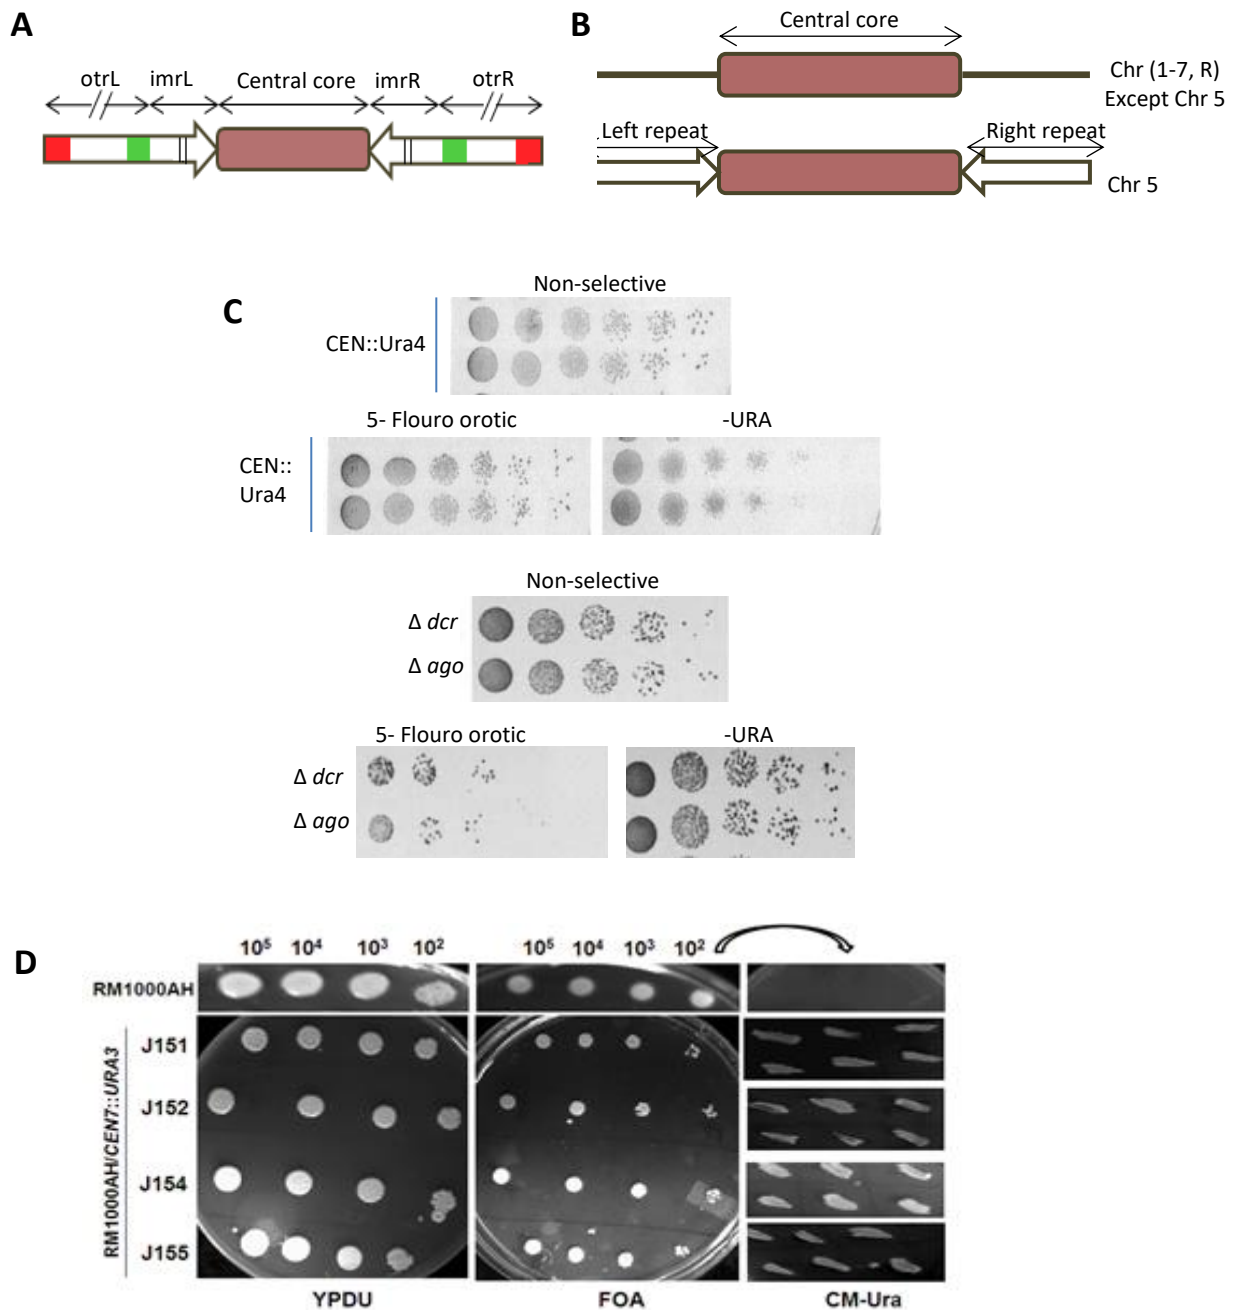 A
B
otrL imrL Central core imrR otrR
Central core
Chr (1-7, R)
Except Chr 5
Left repeat
Right repeat
Chr 5
C
Non-selective
CEN::Ura4
5- Flouro orotic
-URA
CEN::
Ura4
Non-selective
Δ dcr
Δ ago
5- Flouro orotic
-URA
Δ dcr
Δ ago
D
10⁵ 10⁴ 10³ 10²
10⁵ 10⁴ 10³ 10²
RM1000AH
RM1000AH/CEN7::URA3
J151
J152
J154
J155
YPDU
FOA
CM-Ura